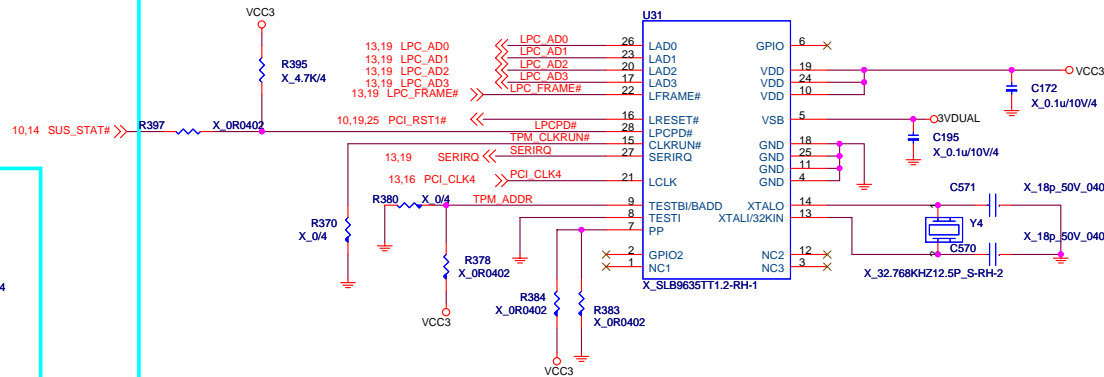 VCC3
R395
X_4.7K/4
10,14 SUS_STAT#
R397
X_0R0402
13,19 LPC_AD0
13,19 LPC_AD1
13,19 LPC_AD2
13,19 LPC_AD3
13,19 LPC_FRAME#
10,19,25 PCI_RST1#
13,19 SERIRQ
13,16 PCI_CLK4
LPC_AD0
LPC_AD1
LPC_AD2
LPC_AD3
LPC_FRAME#
LPCPD#
TPM_CLKRUN#
SERIRQ
PCI_CLK4
TPM_ADDR
R380
X_0/4
R370
X_0/4
R378
X_0R0402
VCC3
R384
X_0R0402
R383
X_0R0402
VCC3
U31
26 LAD0
23 LAD1
20 LAD2
17 LAD3
22 LFRAME#
16 LRESET#
28 LPCPD#
15 CLKRUN#
27 SERIRQ
21 LCLK
9 TESTBI/BADD
8 TESTI
7 PP
2 GPIO2
1 NC1
GPIO 6
VDD 19
VDD 24
VDD 10
VSB 5
GND 18
GND 25
GND 11
GND 4
XTALO 14
XTALI/32KIN 13
NC2 12
NC3 3
X_SLB9635TT1.2-RH-1
VCC3
C172
X_0.1u/10V/4
3VDUAL
C195
X_0.1u/10V/4
C571
X_18p_50V_040
Y4
C570
X_18p_50V_040
X_32.768KHZ12.5P_S-RH-2
4